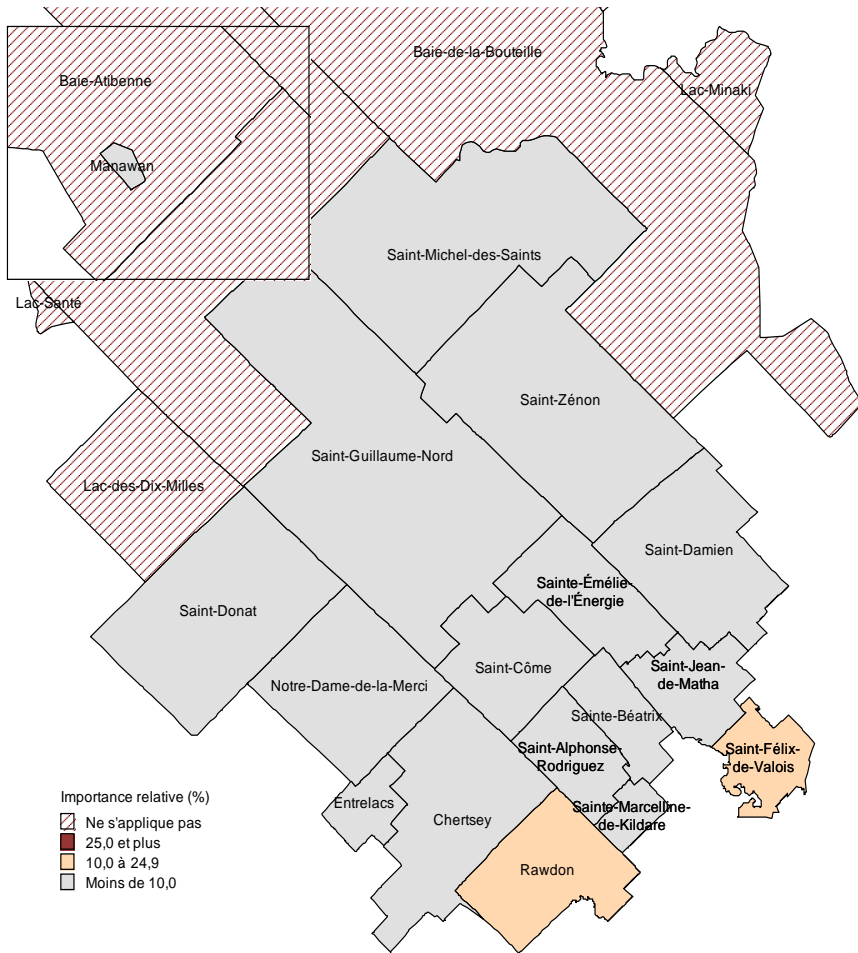 Baie-de-la-Bouteille
Baie-Atibenne
Lac-Minaki
Manawan
Saint-Michel-des-Saints
Lac-Santé
Saint-Zénon
Saint-Guillaume-Nord
Lac-des-Dix-Milles
Saint-Damien
Sainte-Émélie-
de-l'Énergie
Saint-Donat
Saint-Côme
Saint-Jean-
de-Matha
Notre-Dame-de-la-Merci
Sainte-Béatrix
Saint-Alphonse-
Rodriguez
Saint-Félix-
de-Valois
Entrelacs
Chertsey
Sainte-Marcelline-
de-Kildare
Rawdon
Importance relative (%)
Ne s'applique pas
25,0 et plus
10,0 à 24,9
Moins de 10,0